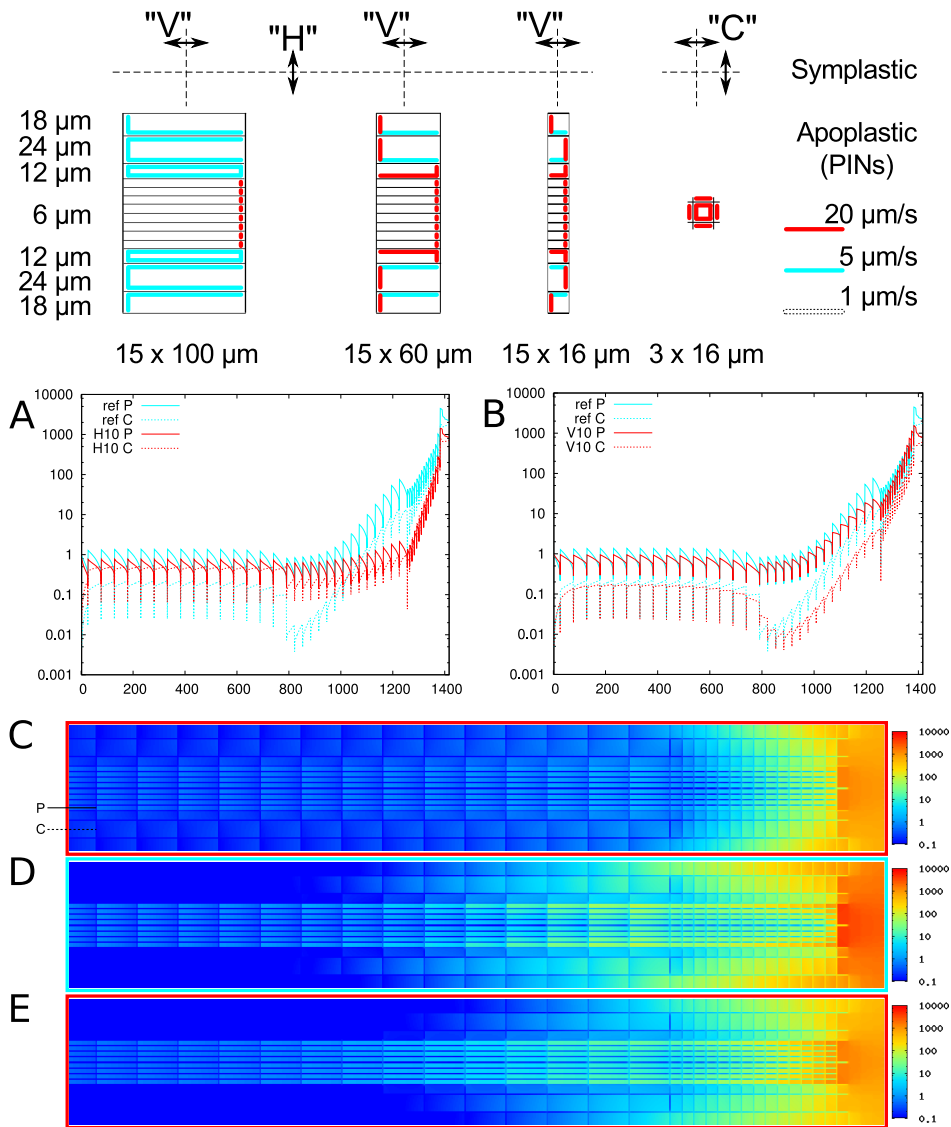 "V" "H" "V" "V" "C"
Symplastic
18 µm
24 µm
12 µm
6 µm
12 µm
24 µm
18 µm
Apoplastic
(PINs)
20 µm/s
5 µm/s
1 µm/s
15 x 100 µm 15 x 60 µm 15 x 16 µm 3 x 16 µm
A
ref P
ref C
H10 P
H10 C
10000
1000
100
10
1
0.1
0.01
0.001
0 200 400 600 800 1000 1200 1400
B
ref P
ref C
V10 P
V10 C
10000
1000
100
10
1
0.1
0.01
0.001
0 200 400 600 800 1000 1200 1400
C
P
C
10000
1000
100
10
1
0.1
D
10000
1000
100
10
1
0.1
E
10000
1000
100
10
1
0.1